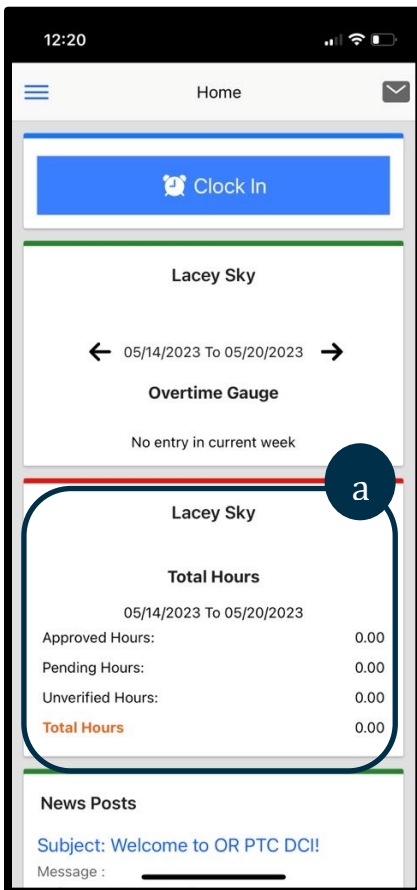 12:20
Home
Clock In
Lacey Sky
05/14/2023 To 05/20/2023
Overtime Gauge
No entry in current week
a
Lacey Sky
Total Hours
05/14/2023 To 05/20/2023
Approved Hours: 0.00
Pending Hours: 0.00
Unverified Hours: 0.00
Total Hours 0.00
News Posts
Subject: Welcome to OR PTC DCI!
Message :